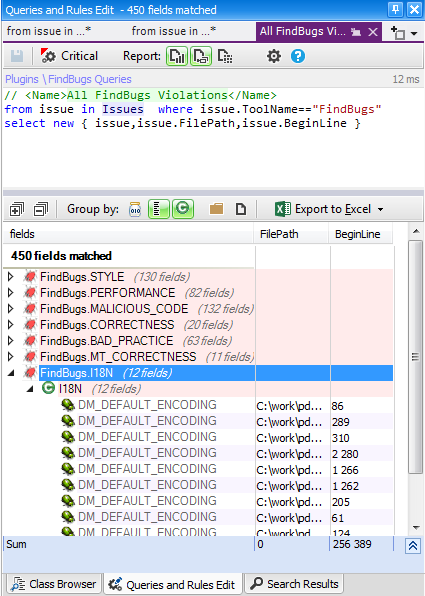 Queries and Rules Edit - 450 fields matched
from issue in ...* from issue in ...* All FindBugs Vi...
Critical Report:
Plugins \ FindBugs Queries 12 ms
// <Name>All FindBugs Violations</Name>
from issue in Issues where issue.ToolName=="FindBugs"
select new { issue,issue.FilePath,issue.BeginLine }
Group by: Export to Excel
fields FilePath BeginLine
450 fields matched
FindBugs.STYLE (130 fields)
FindBugs.PERFORMANCE (82 fields)
FindBugs.MALICIOUS_CODE (132 fields)
FindBugs.CORRECTNESS (20 fields)
FindBugs.BAD_PRACTICE (63 fields)
FindBugs.MT_CORRECTNESS (11 fields)
FindBugs.I18N (12 fields)
I18N (12 fields)
DM_DEFAULT_ENCODING C:\work\pd... 86
DM_DEFAULT_ENCODING C:\work\pd... 289
DM_DEFAULT_ENCODING C:\work\pd... 310
DM_DEFAULT_ENCODING C:\work\pd... 2 280
DM_DEFAULT_ENCODING C:\work\pd... 1 266
DM_DEFAULT_ENCODING C:\work\pd... 1 262
DM_DEFAULT_ENCODING C:\work\pd... 205
DM_DEFAULT_ENCODING C:\work\pd... 61
DM_DEFAULT_ENCODING C:\work\pd... 124
Sum 0 256 389
Class Browser Queries and Rules Edit Search Results